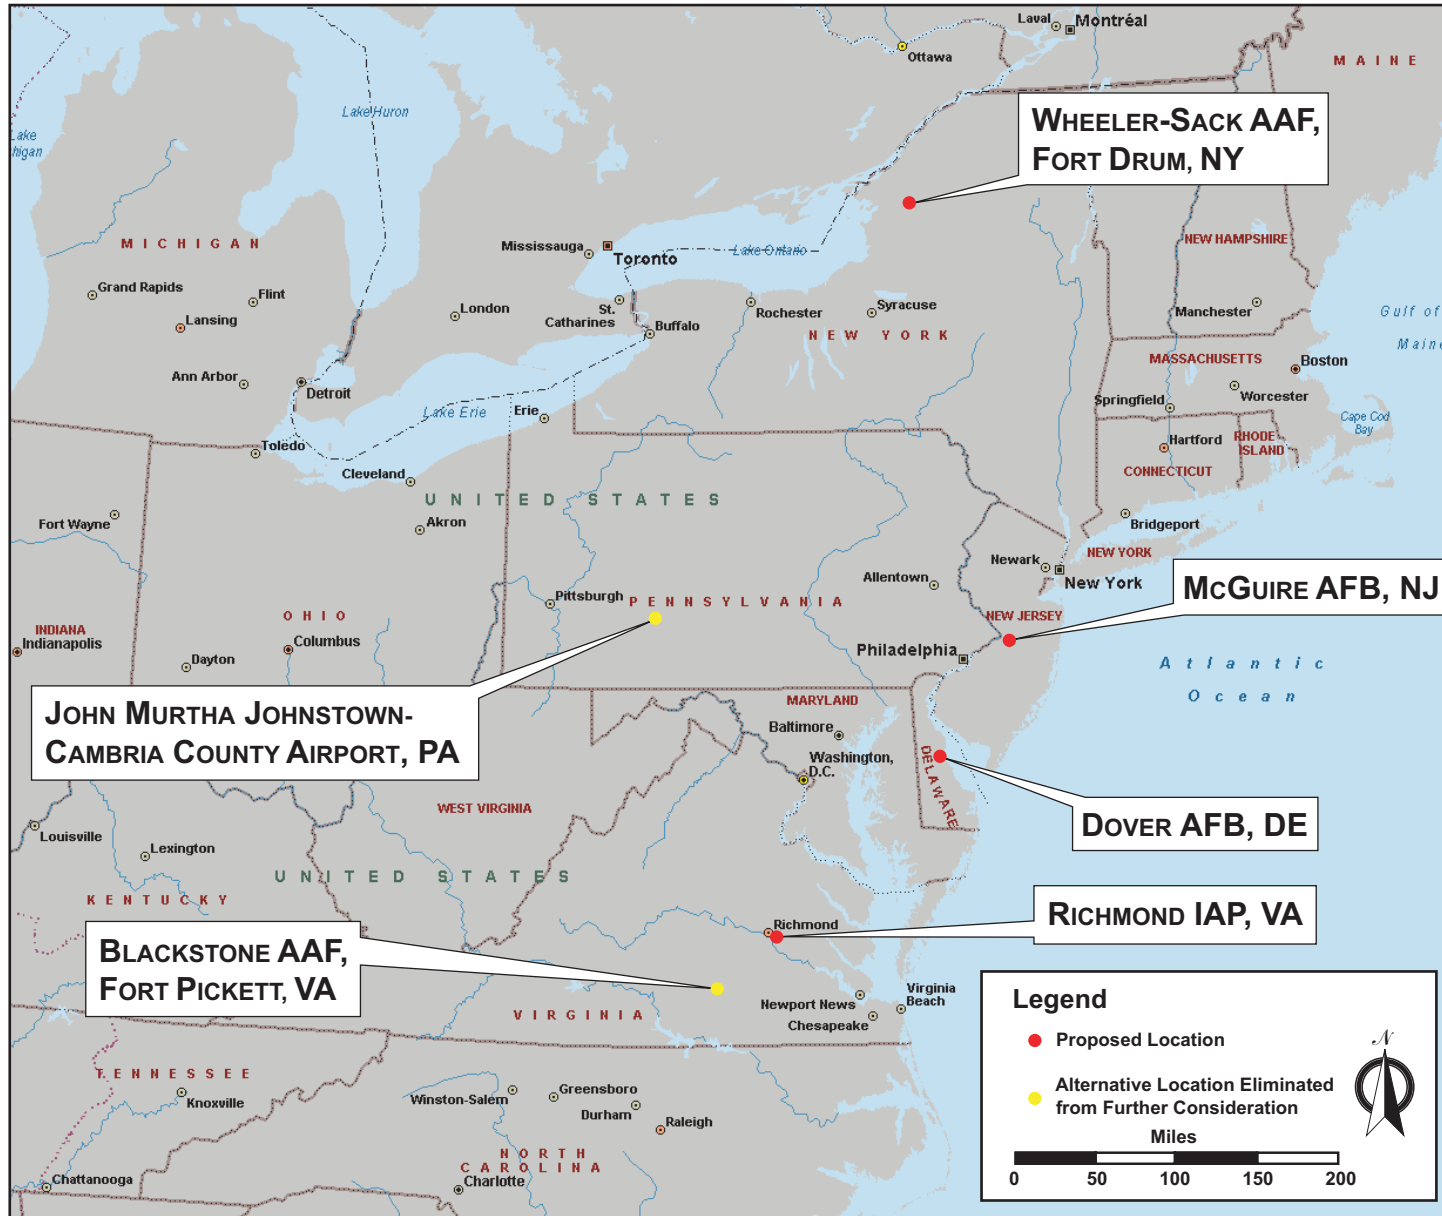 Laval
Montréal
Ottawa
MAINE
Lake Huron
Lake
WHEELER-SACK AAF,
FORT DRUM, NY
MICHIGAN
Mississauga
Toronto
Lake Ontario
NEW HAMPSHIRE
Grand Rapids
Flint
Lansing
London
St.
Catharines
Buffalo
Rochester
Syracuse
NEW YORK
Manchester
Gulf of
Maine
MASSACHUSETTS
Boston
Ann Arbor
Detroit
Lake Erie
Erie
Springfield
Worcester
Cape Cod
Bay
Toledo
Cleveland
Hartford
RHODE
ISLAND
CONNECTICUT
UNITED STATES
Fort Wayne
Akron
Bridgeport
NEW YORK
Newark
New York
Allentown
MCGUIRE AFB, NJ
Pittsburgh
PENNSYLVANIA
OHIO
NEW JERSEY
INDIANA
Indianapolis
Columbus
Dayton
Philadelphia
Atlantic
Ocean
JOHN MURTHA JOHNSTOWN-
CAMBRIA COUNTY AIRPORT, PA
MARYLAND
Baltimore
Washington,
D.C.
DELAWARE
WEST VIRGINIA
DOVER AFB, DE
Louisville
Lexington
UNITED STATES
KENTUCKY
RICHMOND IAP, VA
Richmond
BLACKSTONE AAF,
FORT PICKETT, VA
Newport News
Virginia
Beach
Chesapeake
VIRGINIA
Legend
Proposed Location
N
Alternative Location Eliminated
from Further Consideration
Miles
0 50 100 150 200
TENNESSEE
Knoxville
Winston-Salem
Greensboro
Durham
Raleigh
NORTH
CAROLINA
Chattanooga
Charlotte